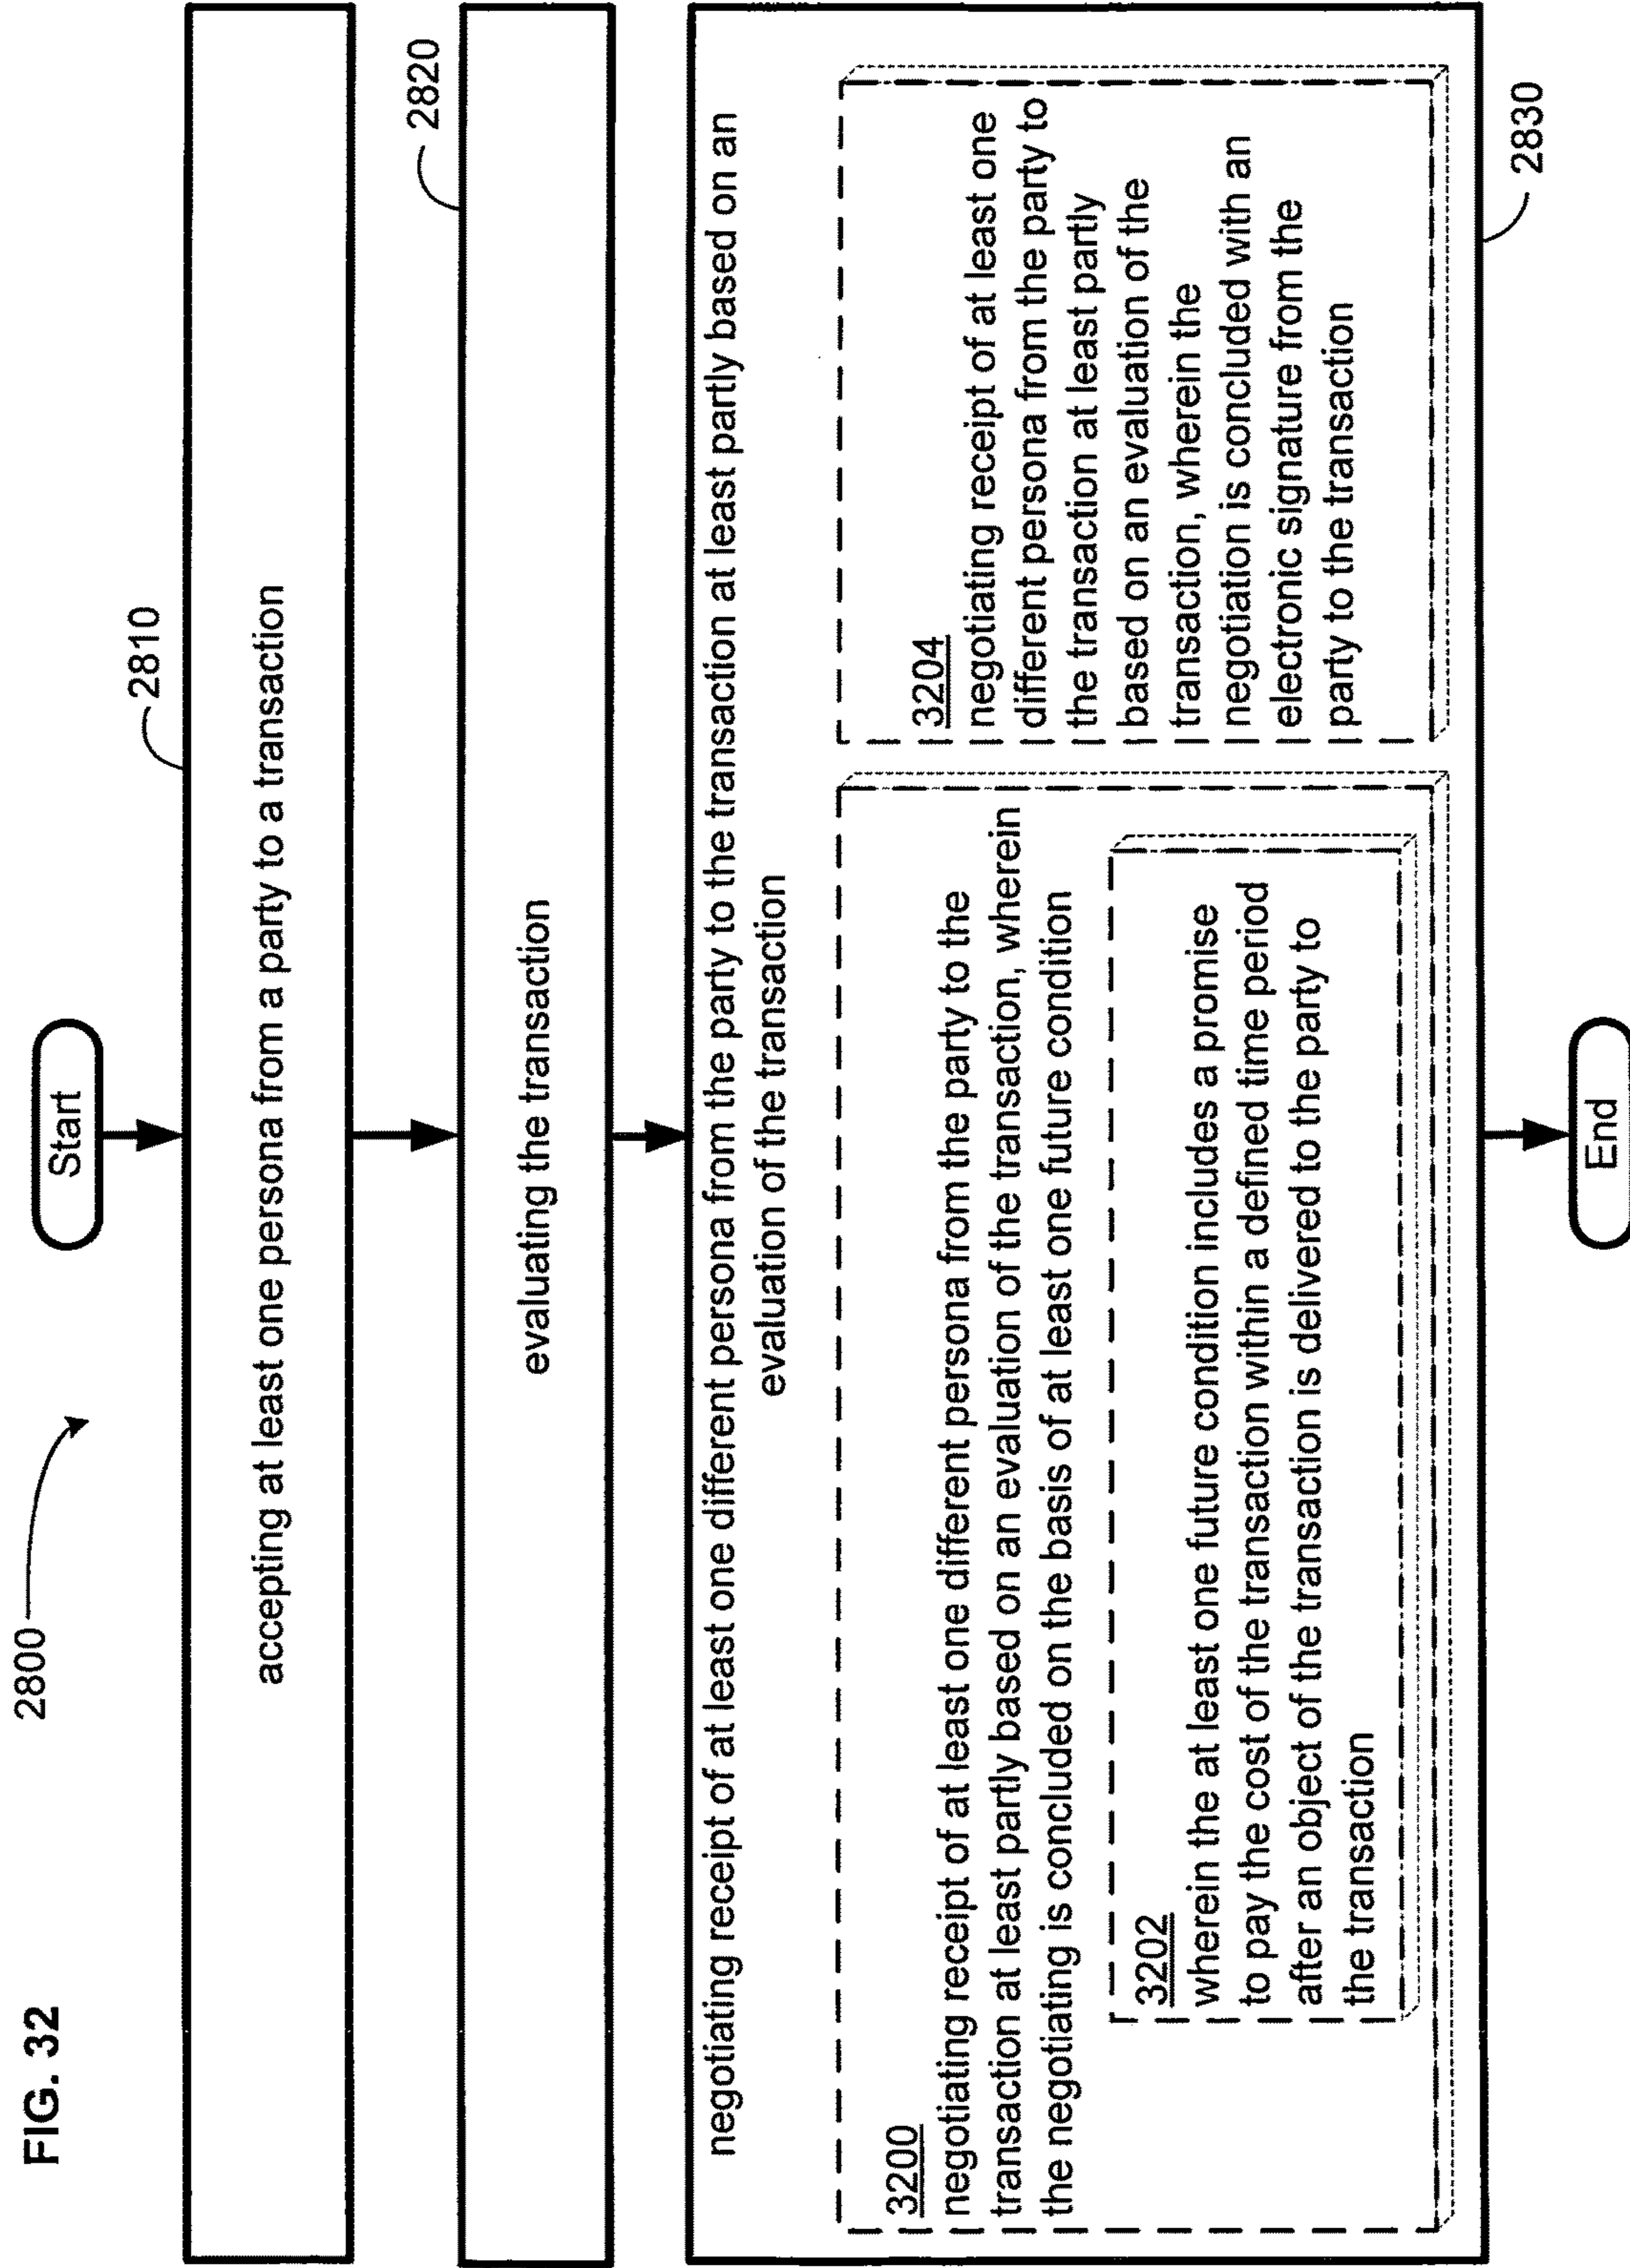 FIG. 32
2800
Start
2810
accepting at least one persona from a party to a transaction
2820
evaluating the transaction
negotiating receipt of at least one different persona from the party to the transaction at least partly based on an
evaluation of the transaction
3200
negotiating receipt of at least one different persona from the party to the
transaction at least partly based on an evaluation of the transaction, wherein
the negotiating is concluded on the basis of at least one future condition
3202
wherein the at least one future condition includes a promise
to pay the cost of the transaction within a defined time period
after an object of the transaction is delivered to the party to
the transaction
3204
negotiating receipt of at least one
different persona from the party to
the transaction at least partly
based on an evaluation of the
transaction, wherein the
negotiation is concluded with an
electronic signature from the
party to the transaction
2830
End